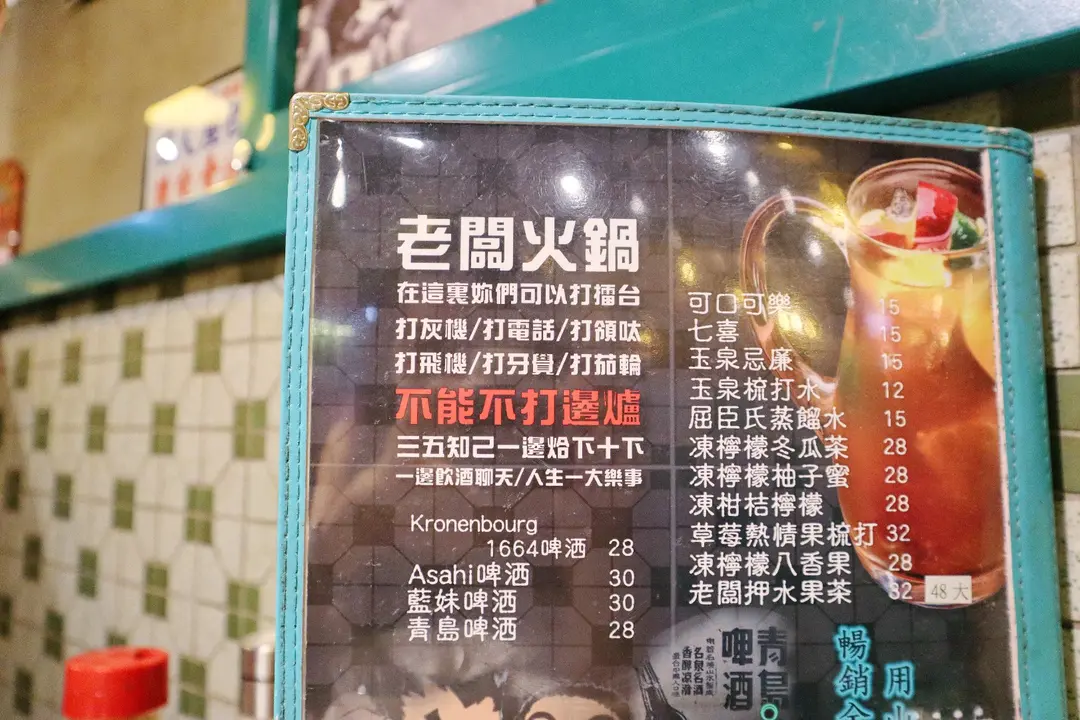 老闆火鍋
在這裏妳們可以打擂台
打灰機/打電話/打領呔
打飛機/打牙骹/打茄輪
不能不打邊爐
三五知己一邊烚下十下
一邊飲酒聊天/人生一大樂事
Kronenbourg
1664啤酒 28
Asahi啤酒 30
藍妹啤酒 30
青島啤酒 28
可口可樂 15
七喜 15
玉泉忌廉 15
玉泉梳打水 12
屈臣氏蒸餾水 15
凍檸檬冬瓜茶 28
凍檸檬柚子蜜 28
凍柑桔檸檬 28
草莓熱情果梳打 32
凍檸檬八香果 28
老闆押水果茶 32 48大
青島
啤酒
暢銷全
用